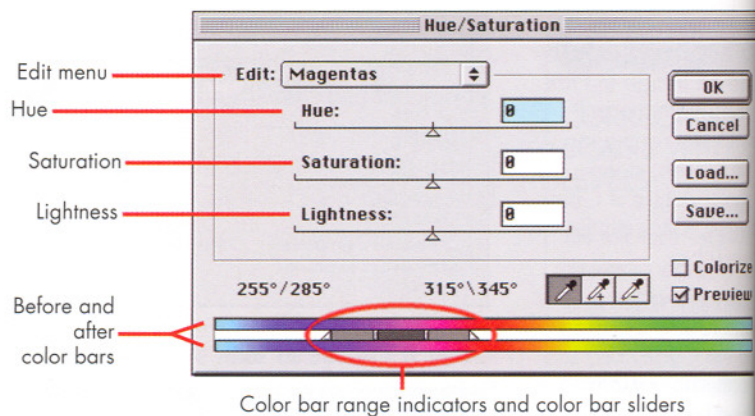 Hue/Saturation
Edit menu
Edit: Magentas
OK
Hue
Hue: 0
Cancel
Saturation
Saturation: 0
Load...
Lightness
Lightness: 0
Save...
Colorize
255°/285° 315°\345°
Preview
Before and
after
color bars
Color bar range indicators and color bar sliders